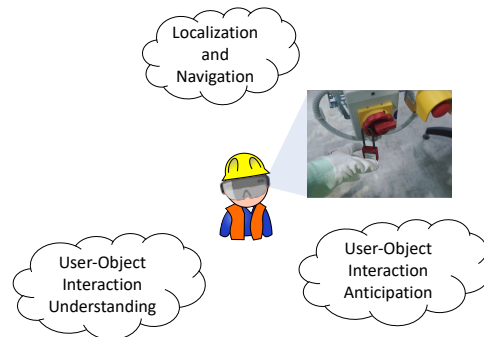 Localization
and
Navigation
User-Object
Interaction
Understanding
User-Object
Interaction
Anticipation